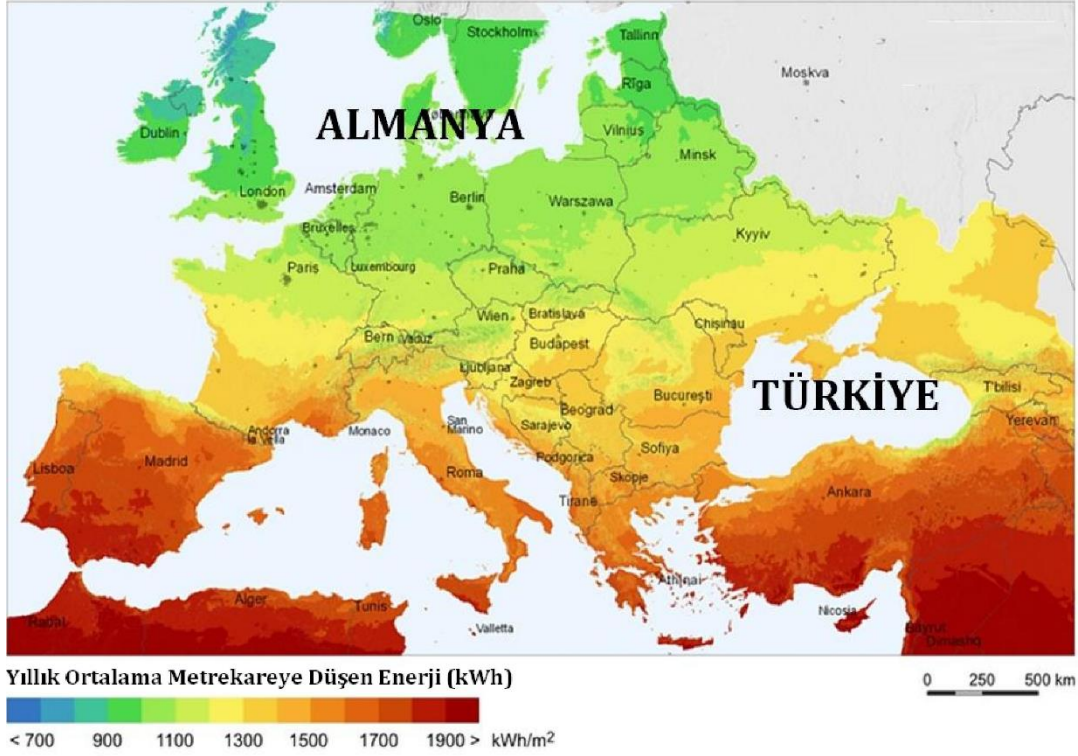 Oslo
Stockholm
Tallinn
Rīga
Moskva
Dublin
ALMANYA
Vilnius
Minsk
London
Amsterdam
Berlin
Warszawa
Bruxelles
Kyyiv
Paris
Luxembourg
Praha
Wien
Bratislava
Chişinău
Bern
Vaduz
Budapest
Ljubljana
Zagreb
TÜRKİYE
T'bilisi
Bucureşti
Beograd
Andorra
la Vella
Monaco
San
Marino
Sarajevo
Yerevan
Lisboa
Madrid
Roma
Podgorica
Sofiya
Skopje
Tiranë
Ankara
Athinai
Alger
Tunis
Nicosia
Rabat
Valletta
Bayrut
Dimashq
Yıllık Ortalama Metrekareye Düşen Enerji (kWh)
0 250 500 km
< 700 900 1100 1300 1500 1700 1900 > kWh/m²